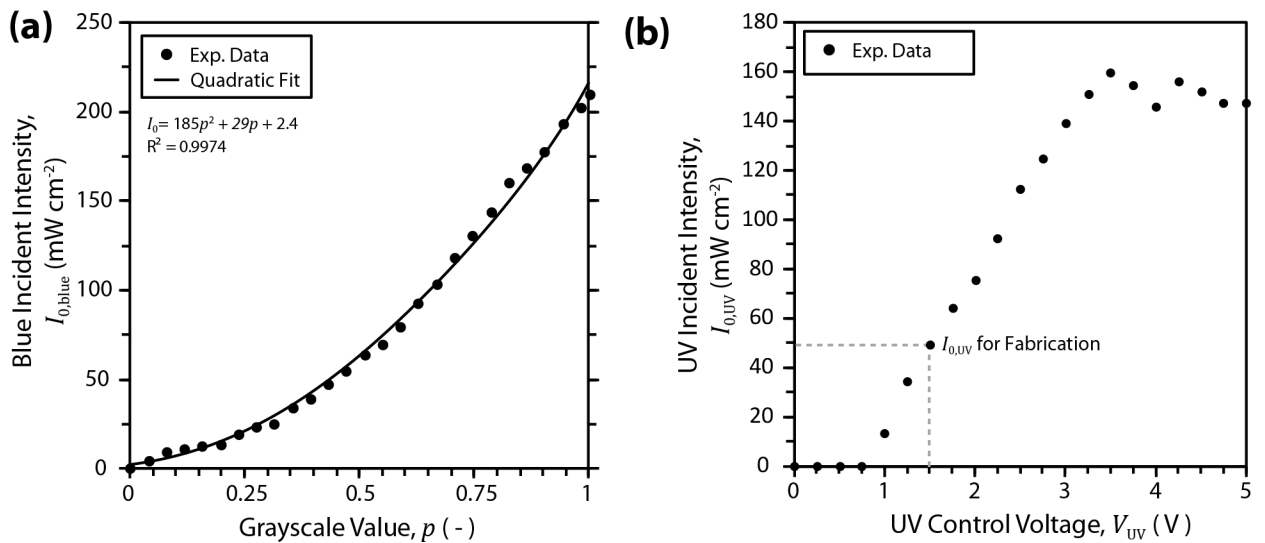 (a)
250
200
150
100
50
0
Blue Incident Intensity,
I0,blue (mW cm-2)
Exp. Data
Quadratic Fit
I0= 185p² + 29p + 2.4
R² = 0.9974
0
0.25
0.5
0.75
1
Grayscale Value, p ( - )
(b)
180
160
140
120
100
80
60
40
20
0
UV Incident Intensity,
I0,UV (mW cm-2)
Exp. Data
I0,UV for Fabrication
0
1
2
3
4
5
UV Control Voltage, VUV ( V )